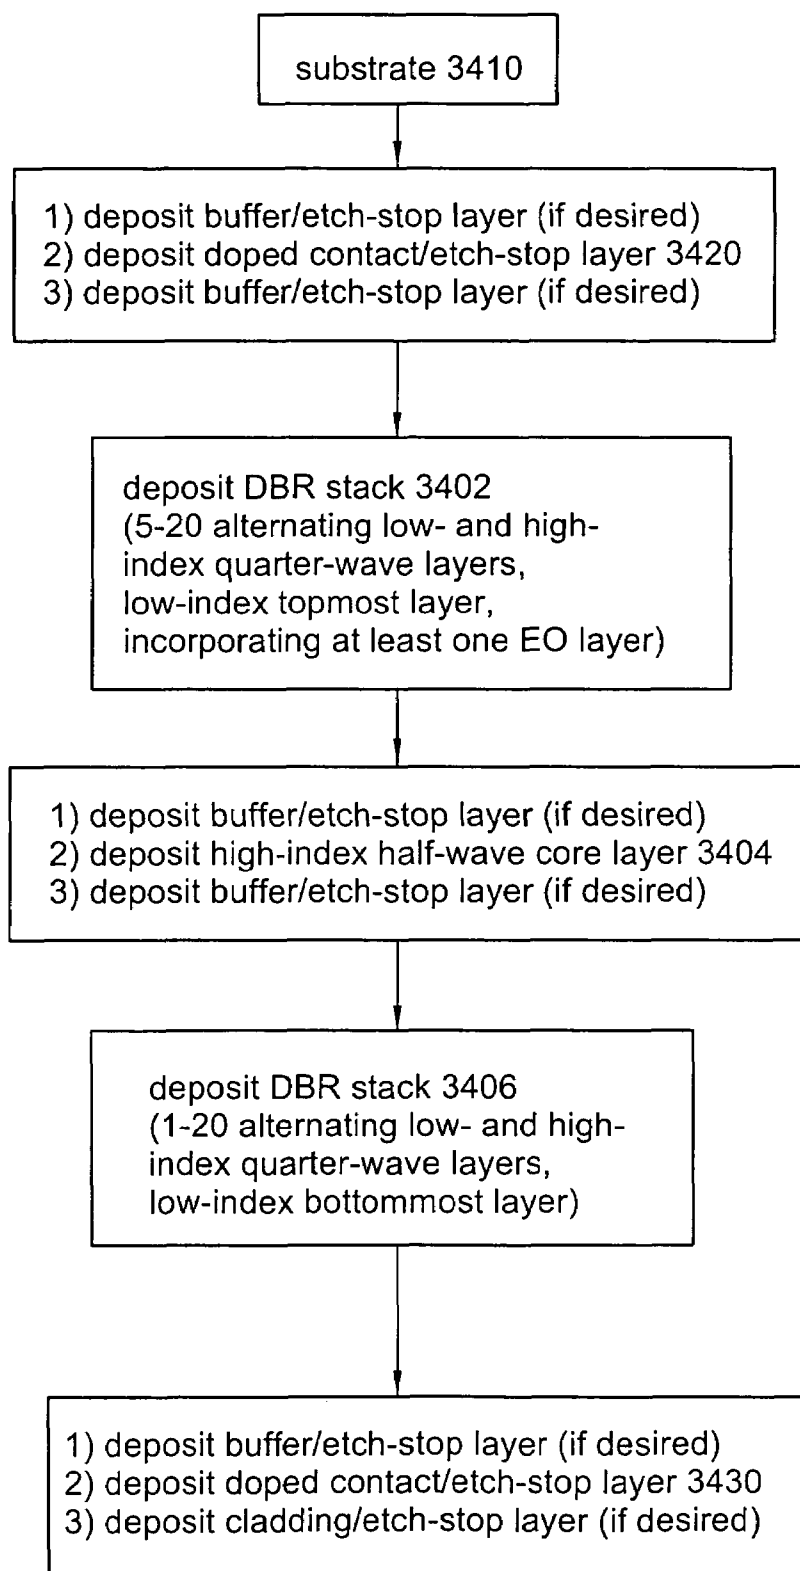 substrate 3410
1) deposit buffer/etch-stop layer (if desired)
2) deposit doped contact/etch-stop layer 3420
3) deposit buffer/etch-stop layer (if desired)
deposit DBR stack 3402
(5-20 alternating low- and high-
index quarter-wave layers,
low-index topmost layer,
incorporating at least one EO layer)
1) deposit buffer/etch-stop layer (if desired)
2) deposit high-index half-wave core layer 3404
3) deposit buffer/etch-stop layer (if desired)
deposit DBR stack 3406
(1-20 alternating low- and high-
index quarter-wave layers,
low-index bottommost layer)
1) deposit buffer/etch-stop layer (if desired)
2) deposit doped contact/etch-stop layer 3430
3) deposit cladding/etch-stop layer (if desired)